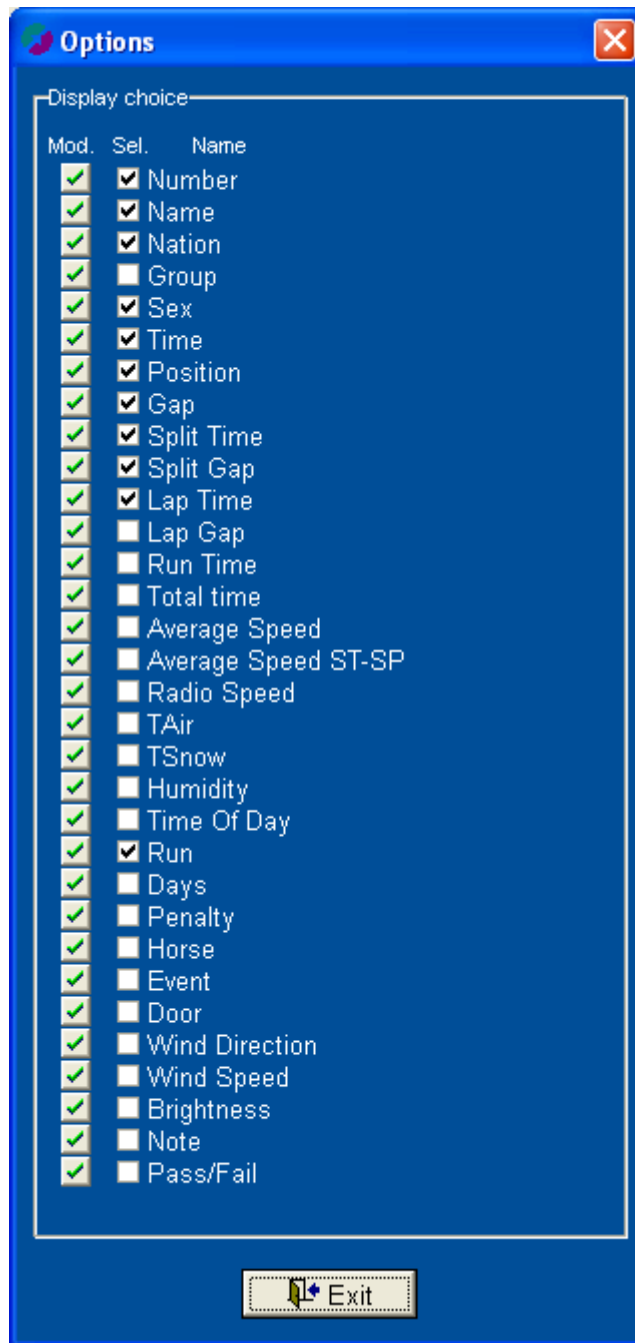 Options
Display choice
Mod. Sel. Name
Number
Name
Nation
Group
Sex
Time
Position
Gap
Split Time
Split Gap
Lap Time
Lap Gap
Run Time
Total time
Average Speed
Average Speed ST-SP
Radio Speed
TAir
TSnow
Humidity
Time Of Day
Run
Days
Penalty
Horse
Event
Door
Wind Direction
Wind Speed
Brightness
Note
Pass/Fail
Exit